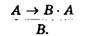 A → B · A
B.